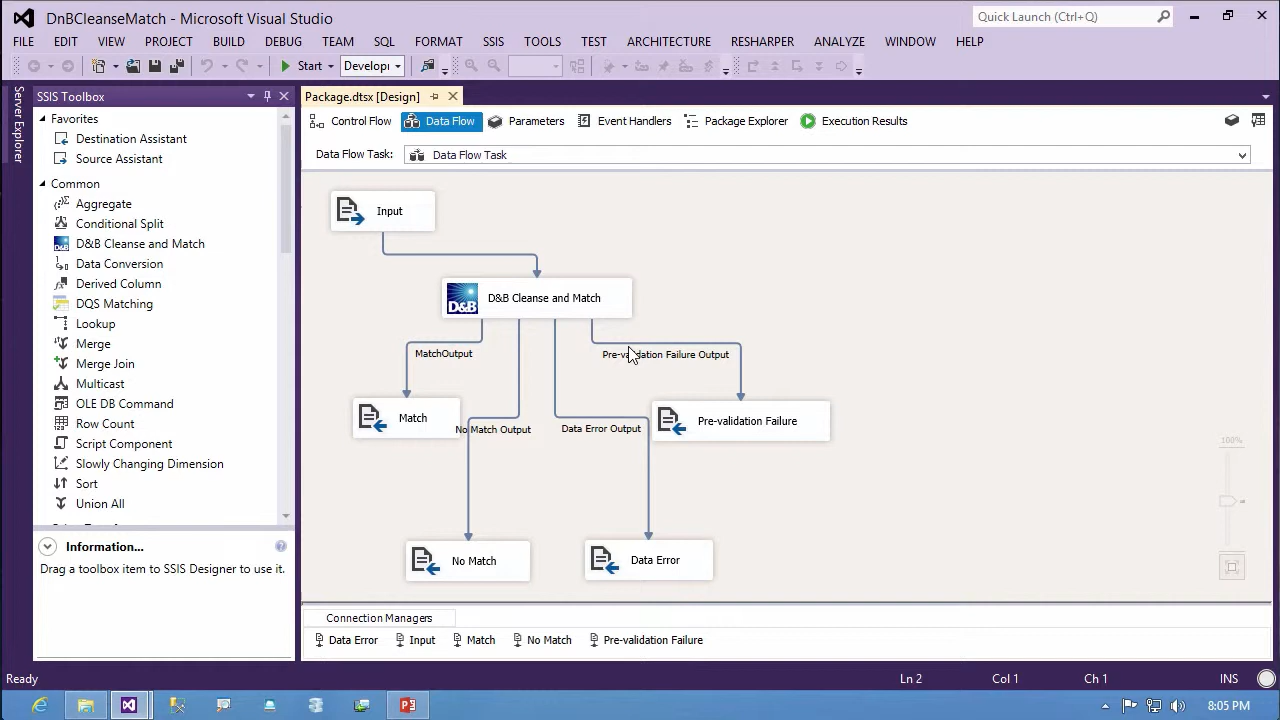 DnBCleanseMatch - Microsoft Visual Studio
Quick Launch (Ctrl+Q)
FILE EDIT VIEW PROJECT BUILD DEBUG TEAM SQL FORMAT SSIS TOOLS TEST ARCHITECTURE RESHARPER ANALYZE WINDOW HELP
Start Develop
Server Explorer
SSIS Toolbox
Favorites
Destination Assistant
Source Assistant
Common
Aggregate
Conditional Split
D&B Cleanse and Match
Data Conversion
Derived Column
DQS Matching
Lookup
Merge
Merge Join
Multicast
OLE DB Command
Row Count
Script Component
Slowly Changing Dimension
Sort
Union All
Information...
Drag a toolbox item to SSIS Designer to use it.
Package.dtsx [Design]
Control Flow Data Flow Parameters Event Handlers Package Explorer Execution Results
Data Flow Task: Data Flow Task
Input
D&B
D&B Cleanse and Match
MatchOutput
Pre-validation Failure Output
Match
Pre-validation Failure
No Match Output
Data Error Output
100%
No Match
Data Error
Connection Managers
Data Error Input Match No Match Pre-validation Failure
Ready Ln 2 Col 1 Ch 1 INS
8:05 PM